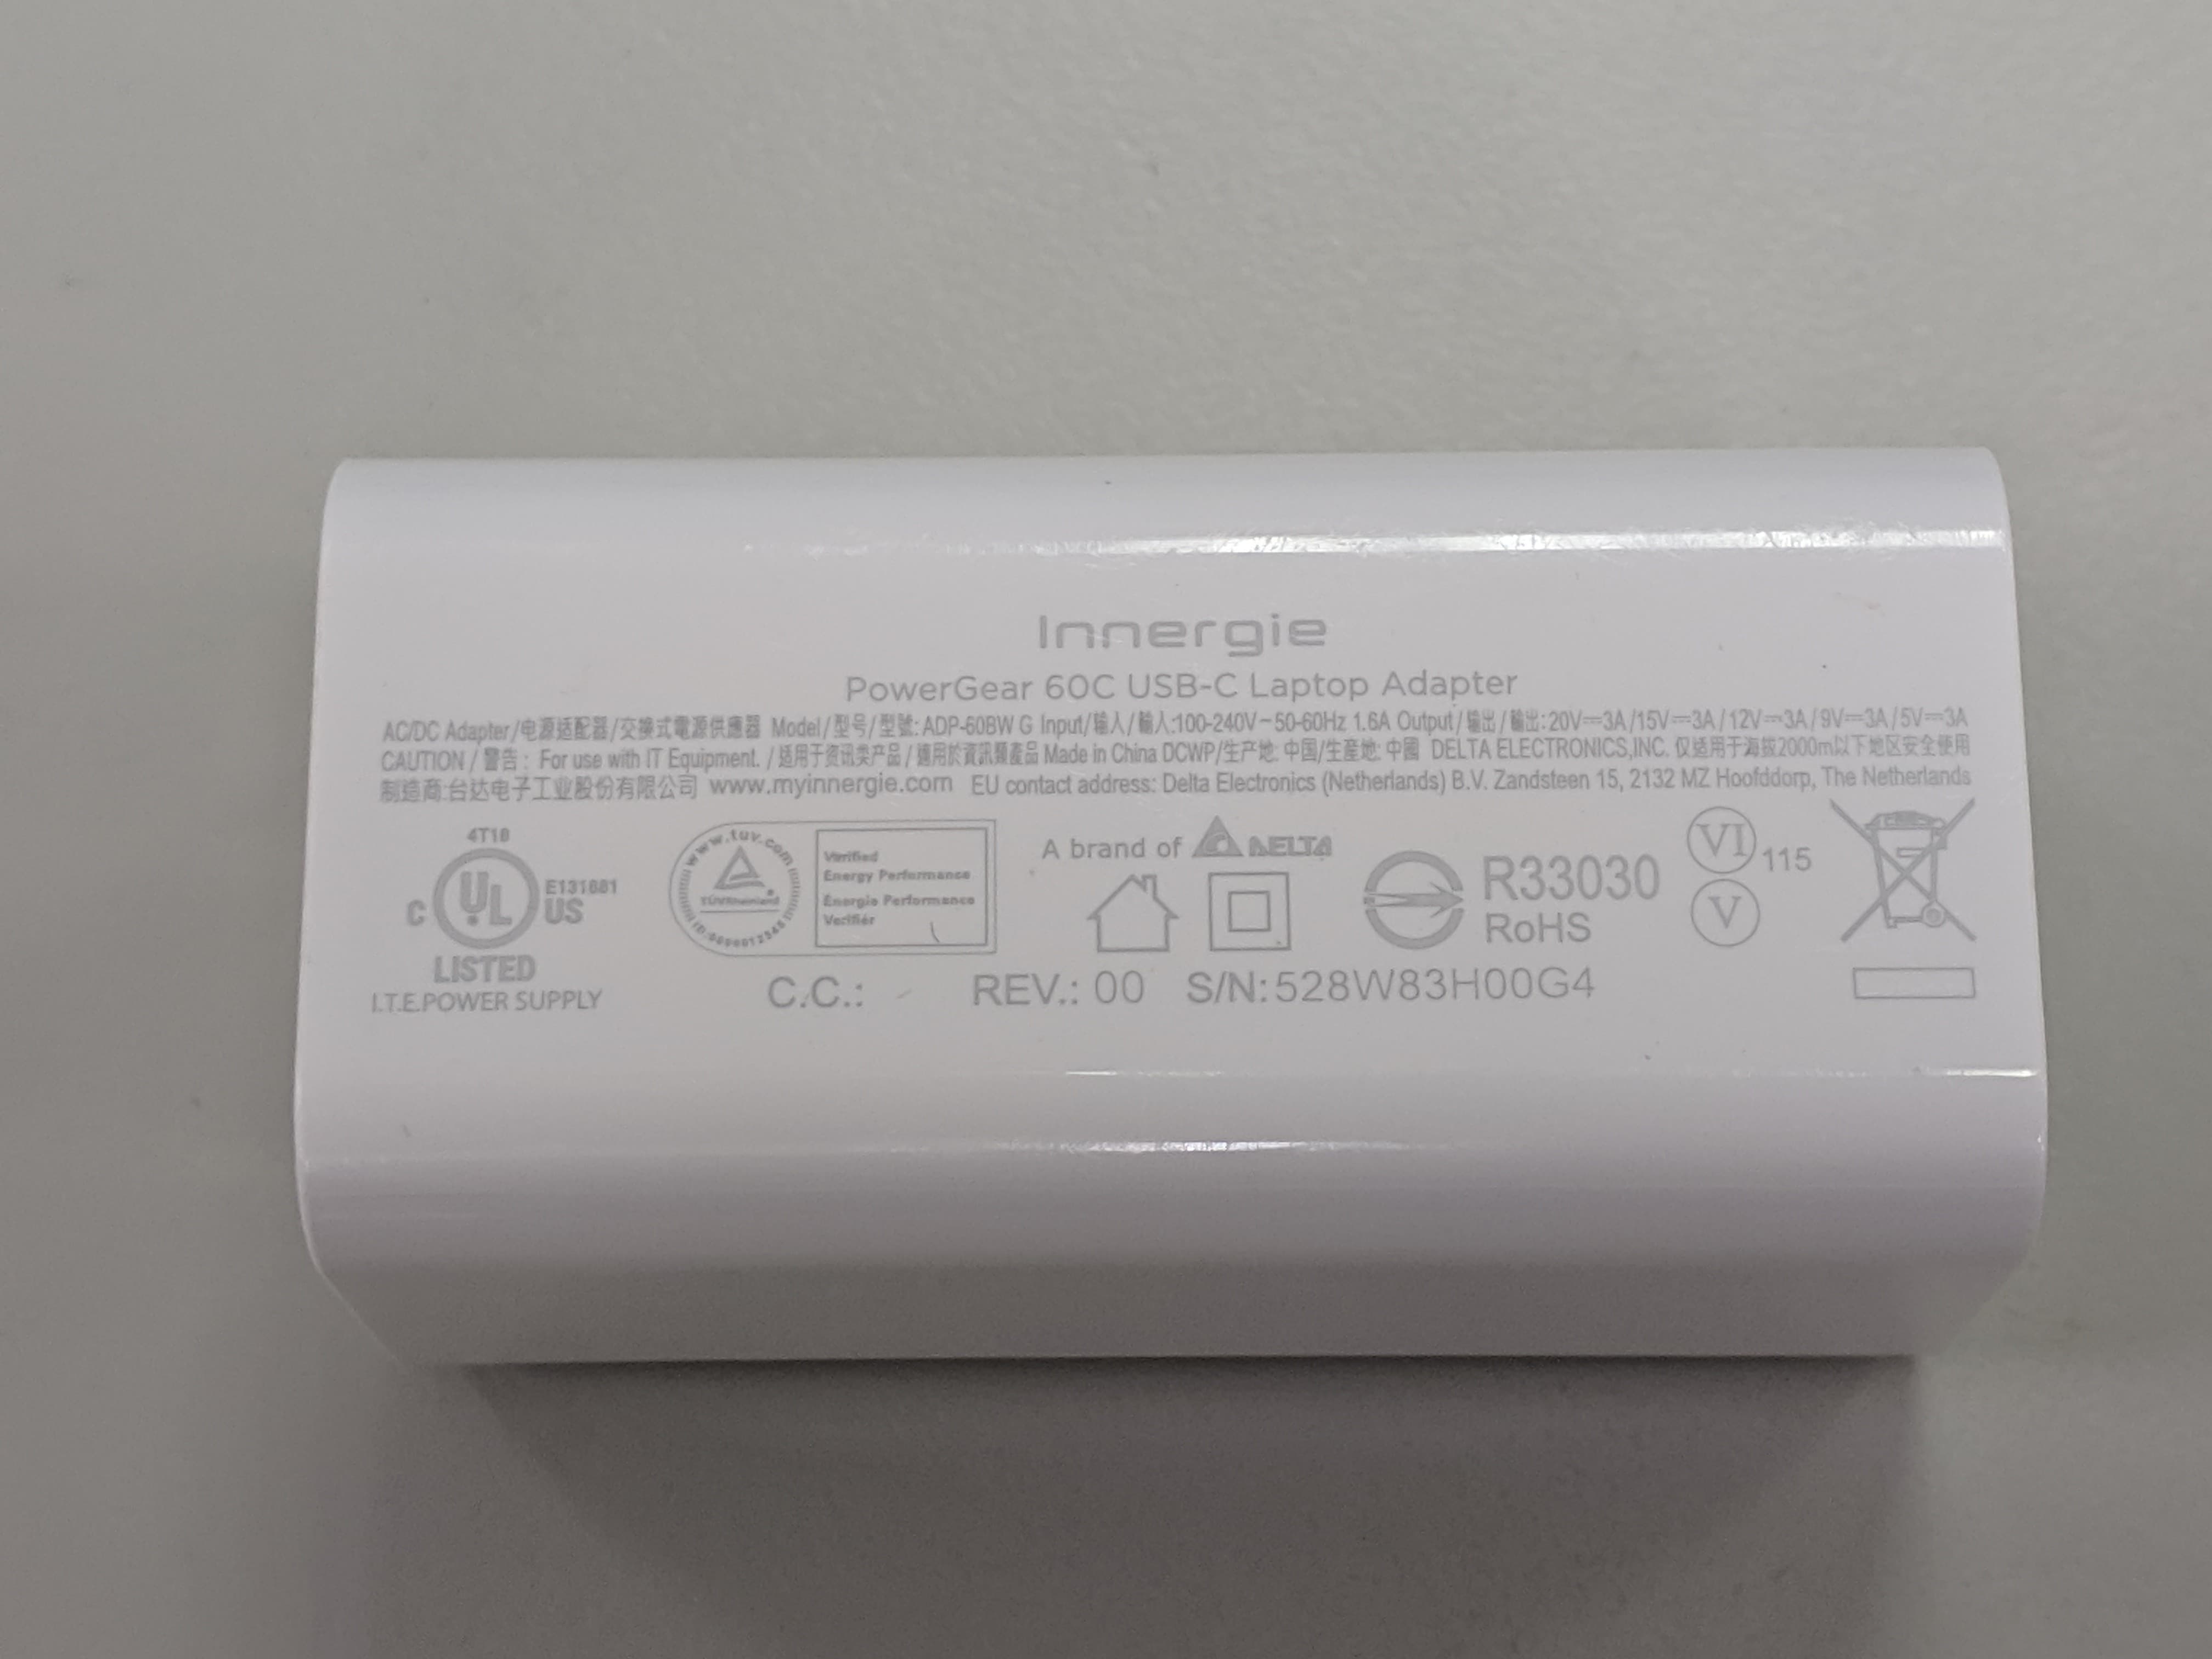 Innergie
PowerGear 60C USB-C Laptop Adapter
AC/DC Adapter/电源适配器/交換式電源供應器 Model/型号/型號: ADP-60BW G Input/输入/輸入:100-240V~50-60Hz 1.6A Output/输出/輸出:20V⎓3A/15V⎓3A/12V⎓3A/9V⎓3A/5V⎓3A
CAUTION / 警告 : For use with IT Equipment. / 适用于资讯类产品 / 適用於資訊類產品 Made in China DCWP/生产地: 中国/生産地: 中國 DELTA ELECTRONICS,INC. 仅适用于海拔2000m以下地区安全使用
制造商:台达电子工业股份有限公司 www.myinnergie.com EU contact address: Delta Electronics (Netherlands) B.V. Zandsteen 15, 2132 MZ Hoofddorp, The Netherlands
4T18
C UL US
E131881
LISTED
I.T.E.POWER SUPPLY
www.tuv.com
TÜVRheinland
Verified
Energy Performance
Énergie Performance
Verifiér
A brand of DELTA
R33030
RoHS
VI
115
V
C.C.:
REV.: 00
S/N:528W83H00G4